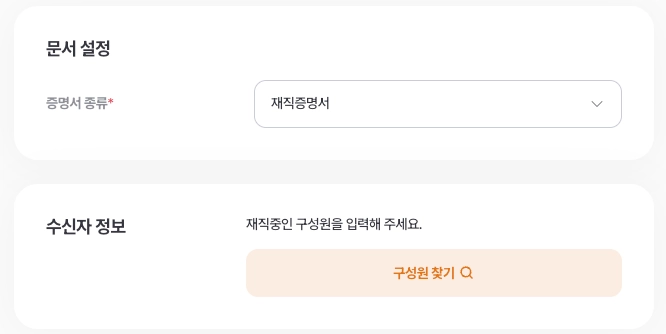 문서 설정
증명서 종류*
재직증명서
수신자 정보
재직중인 구성원을 입력해 주세요.
구성원 찾기